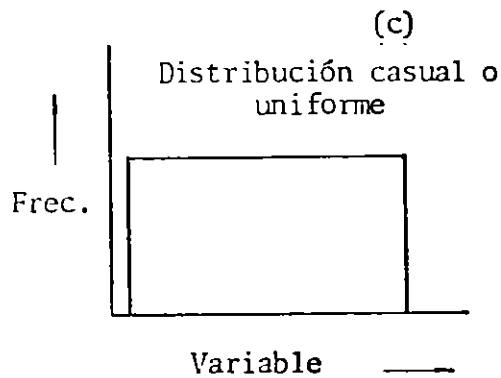 (c)
Distribución casual o
uniforme
Frec.
Variable